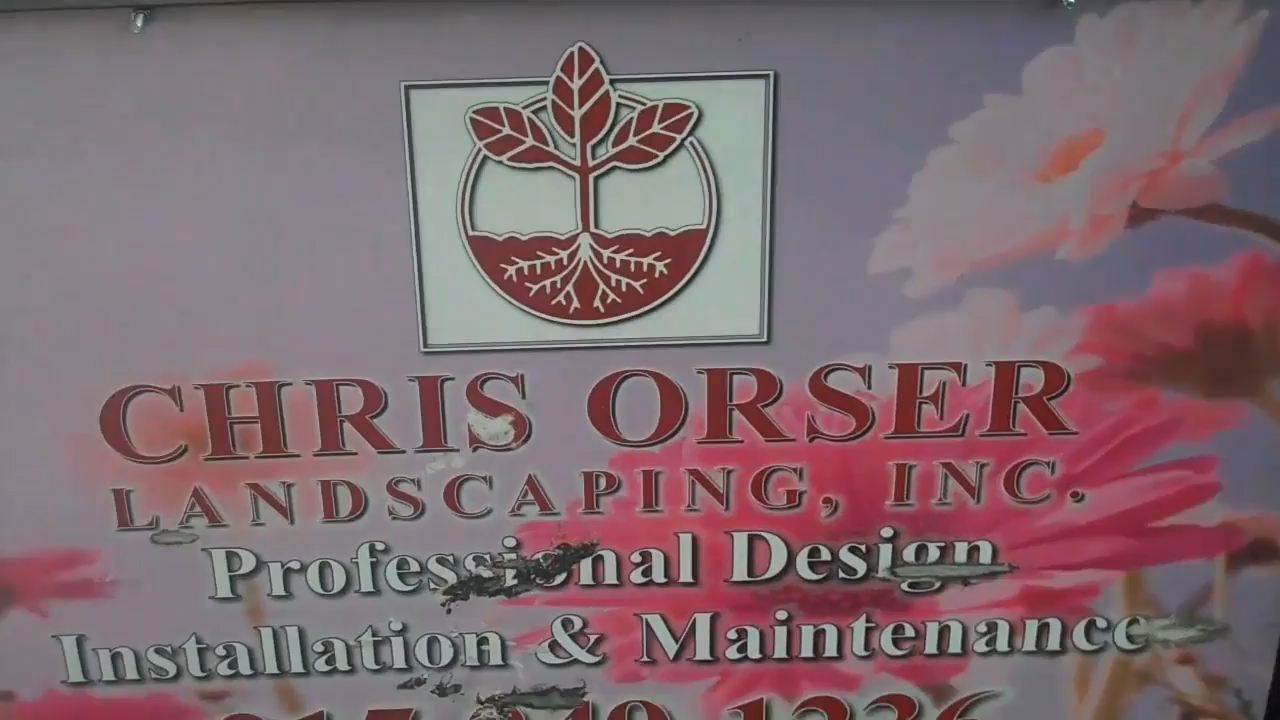 CHRIS ORSER
LANDSCAPING, INC.
Professional Design
Installation & Maintenance